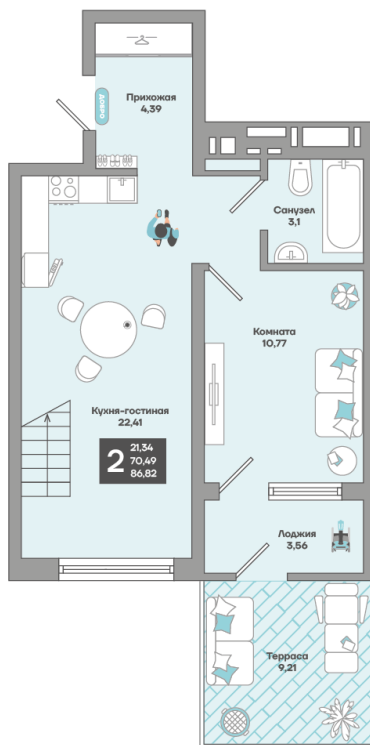 Прихожая
4,39
ДОБРО
Санузел
3,1
Комната
10,77
Кухня-гостиная
22,41
2
21,34
70,49
86,82
Лоджия
3,56
Терраса
9,21